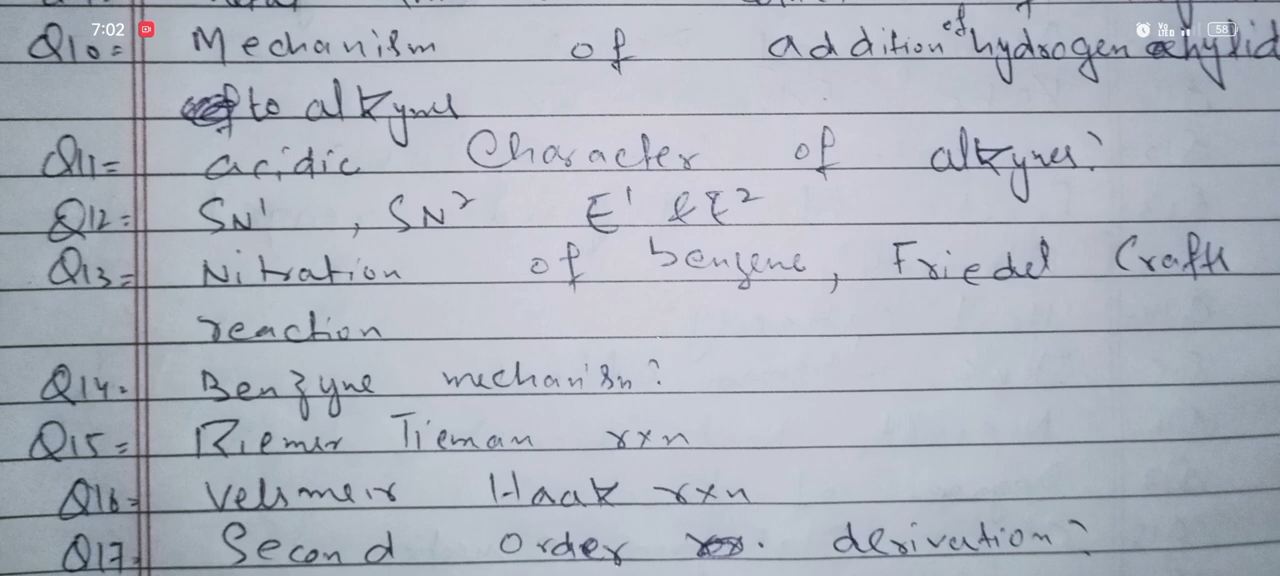 7:02
58
Q10= Mechanism of addition of hydrogen
to alkynes
Q11= acidic Character of alkynes?
Q12= SN¹, SN² E¹ & E²
Q13= Nitration of benzene, Friedel Crafts
reaction
Q14= Benzyne mechanism?
Q15= Riemer Tieman rxn
Q16= Velsmeir Haak rxn
Q17= Second Order derivation?